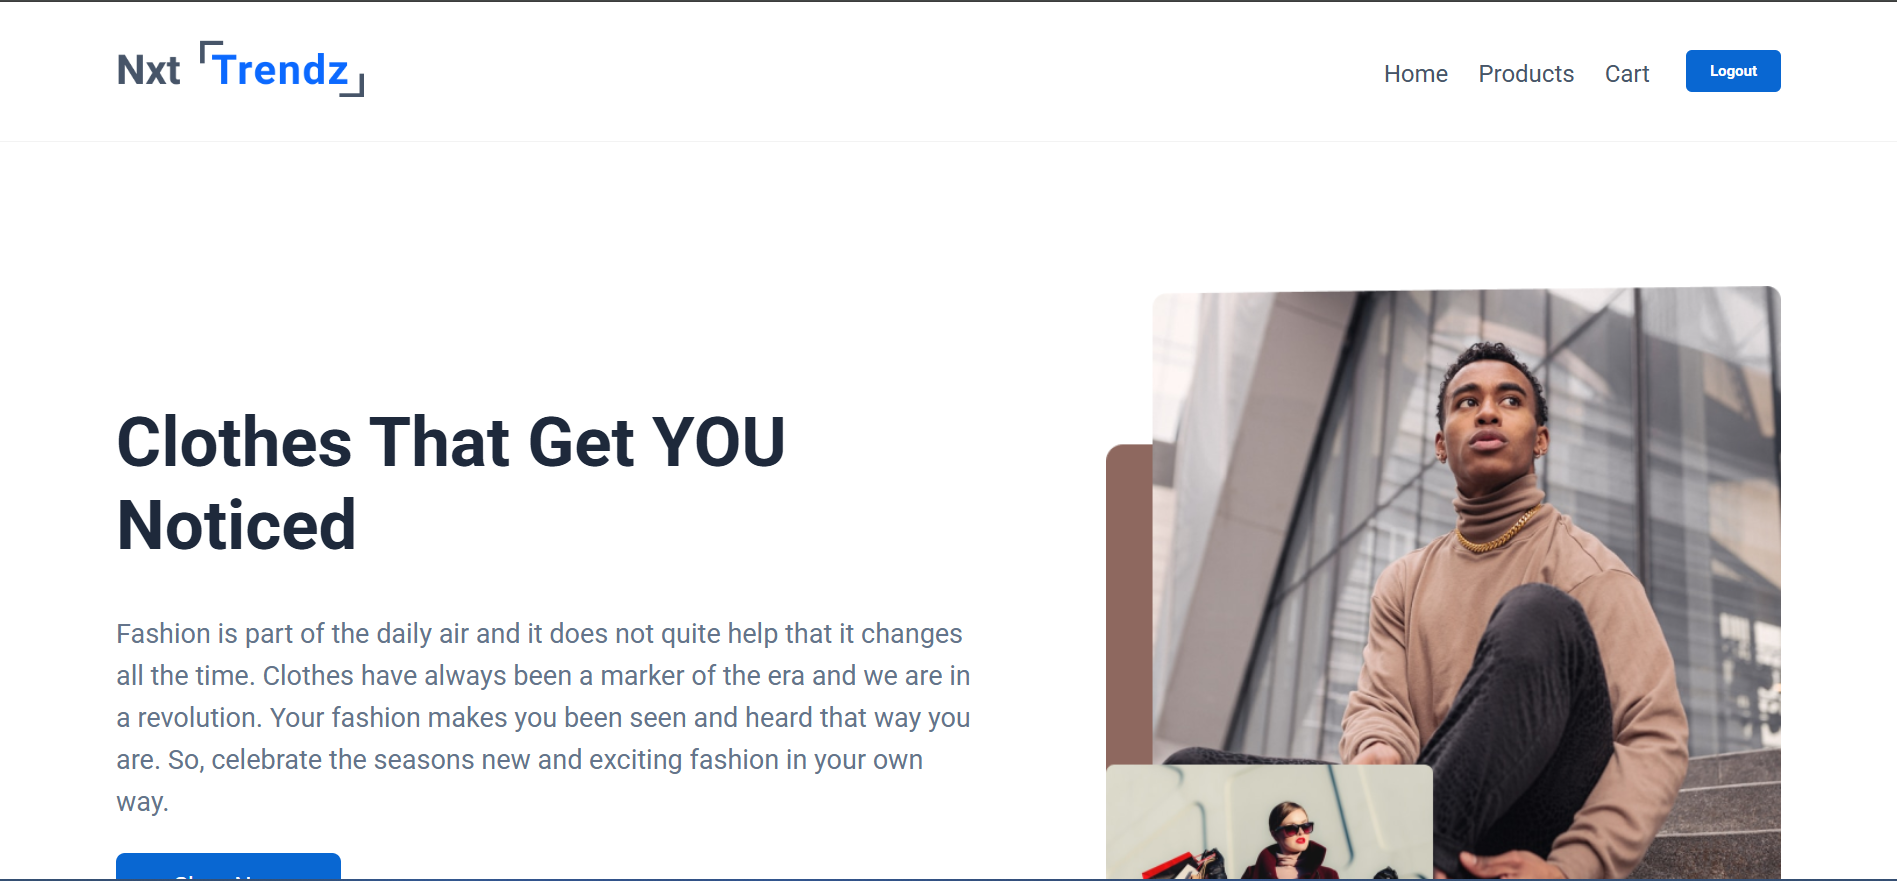 Nxt Trendz
Home Products Cart Logout
Clothes That Get YOU
Noticed
Fashion is part of the daily air and it does not quite help that it changes
all the time. Clothes have always been a marker of the era and we are in
a revolution. Your fashion makes you been seen and heard that way you
are. So, celebrate the seasons new and exciting fashion in your own
way.